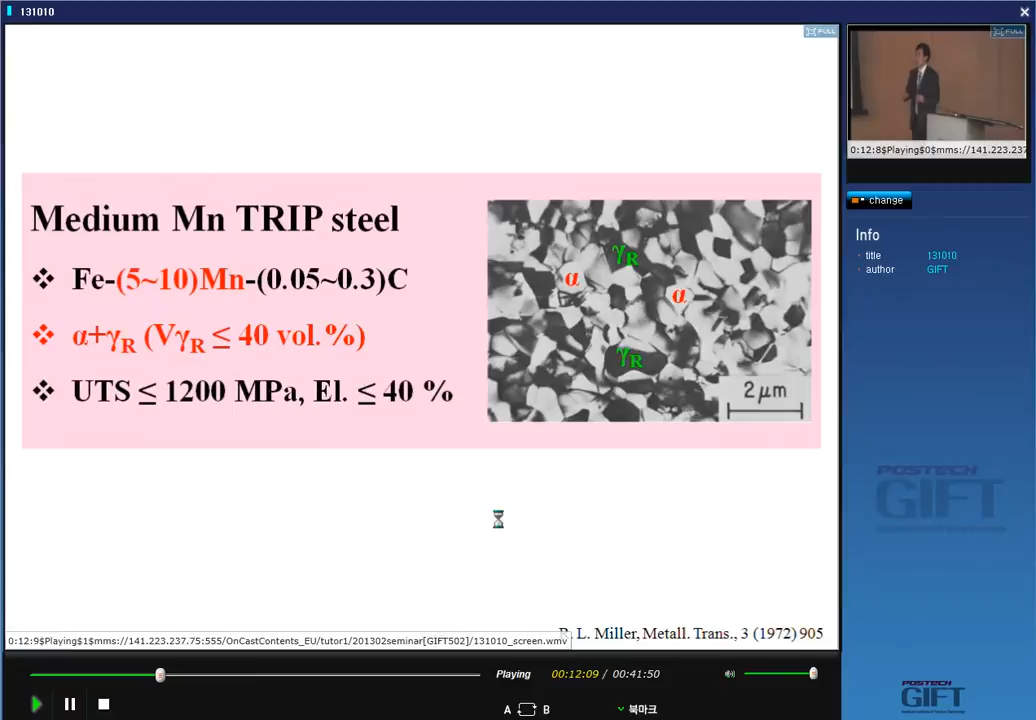 131010
FULL
Medium Mn TRIP steel
❖ Fe-(5~10)Mn-(0.05~0.3)C
❖ α+γR (VγR ≤ 40 vol.%)
❖ UTS ≤ 1200 MPa, El. ≤ 40 %
γR
α
α
γR
2 μm
L. Miller, Metall. Trans., 3 (1972) 905
0:12:9$Playing$1$mms://141.223.237.75:555/OnCastContents_EU/tutor1/201302seminar[GIFT502]/131010_screen.wmv
Playing 00:12:09 / 00:41:50
A B 북마크
FULL
0:12:8$Playing$0$mms://141.223.237
change
Info
title 131010
author GIFT
POSTECH
GIFT
POSTECH
GIFT